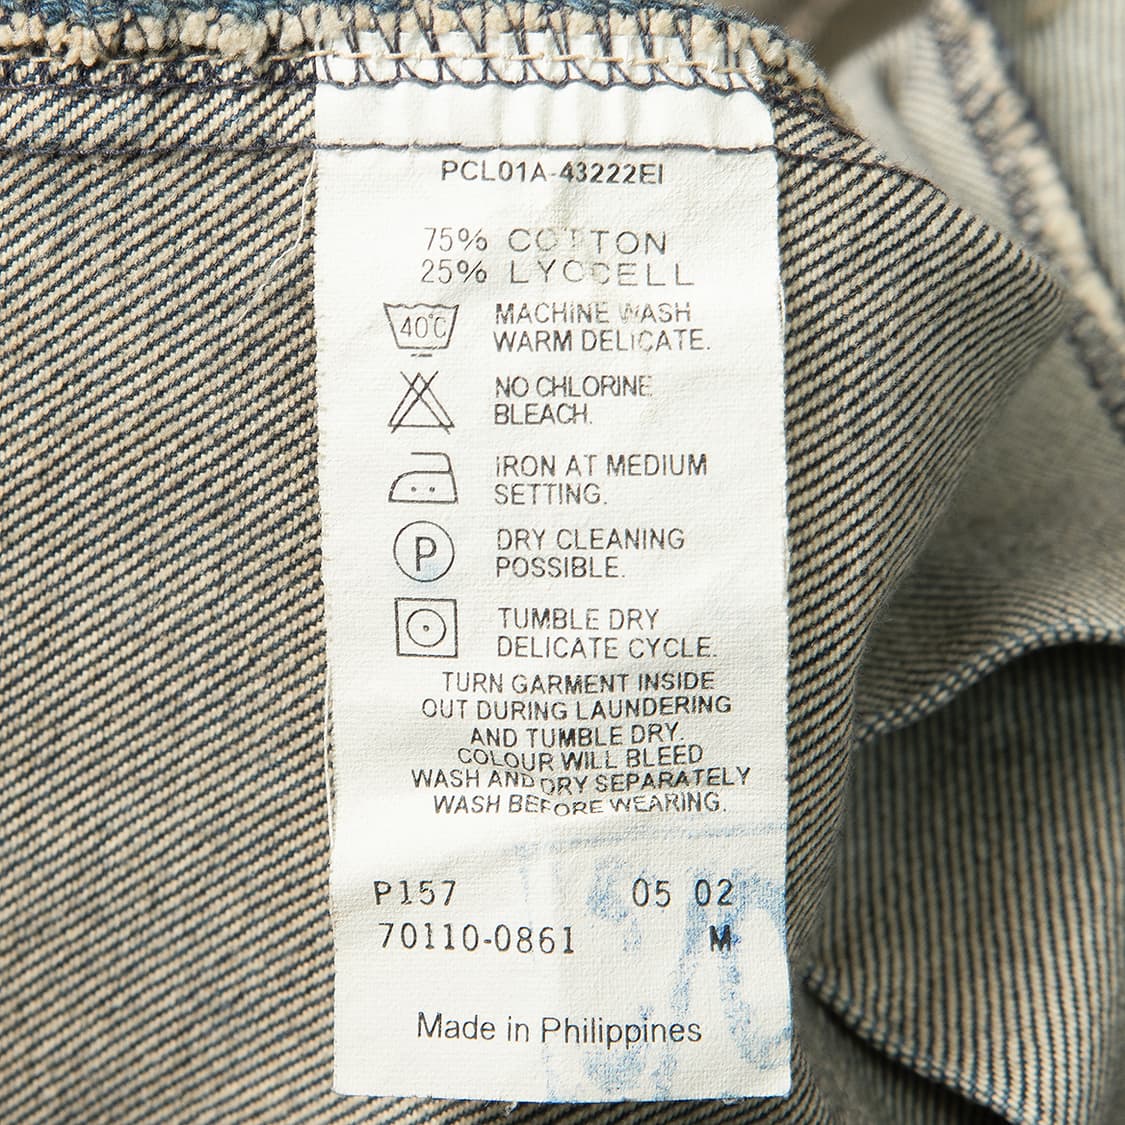 PCL01A-43222EI
75% COTTON
25% LYOCELL
40°C
MACHINE WASH
WARM DELICATE.
NO CHLORINE
BLEACH.
IRON AT MEDIUM
SETTING.
P
DRY CLEANING
POSSIBLE.
TUMBLE DRY
DELICATE CYCLE.
TURN GARMENT INSIDE
OUT DURING LAUNDERING
AND TUMBLE DRY.
COLOUR WILL BLEED
WASH AND DRY SEPARATELY
WASH BEFORE WEARING.
P157 05 02
70110-0861 M
Made in Philippines